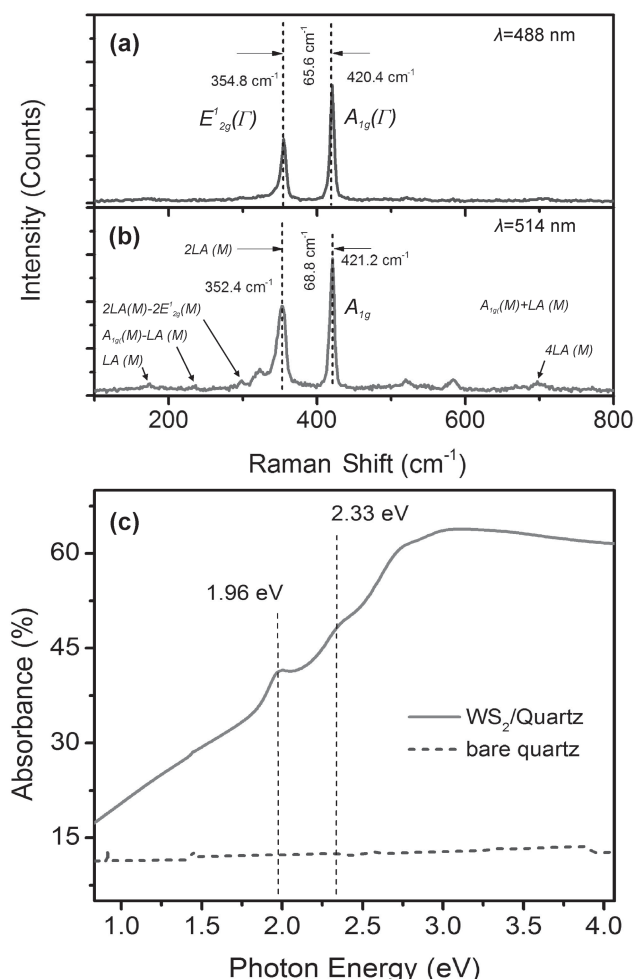 (a)
λ=488 nm
65.6 cm⁻¹
354.8 cm⁻¹
420.4 cm⁻¹
E¹₂g(Γ)
A₁g(Γ)
Intensity (Counts)
(b)
λ=514 nm
2LA (M)
68.8 cm⁻¹
352.4 cm⁻¹
421.2 cm⁻¹
2LA(M)-2E¹₂g(M)
A₁g(M)-LA (M)
LA (M)
A₁g
A₁g(M)+LA (M)
4LA (M)
200 400 600 800
Raman Shift (cm⁻¹)
(c)
2.33 eV
1.96 eV
60
45
30
15
Absorbance (%)
WS₂/Quartz
bare quartz
1.0 1.5 2.0 2.5 3.0 3.5 4.0
Photon Energy (eV)